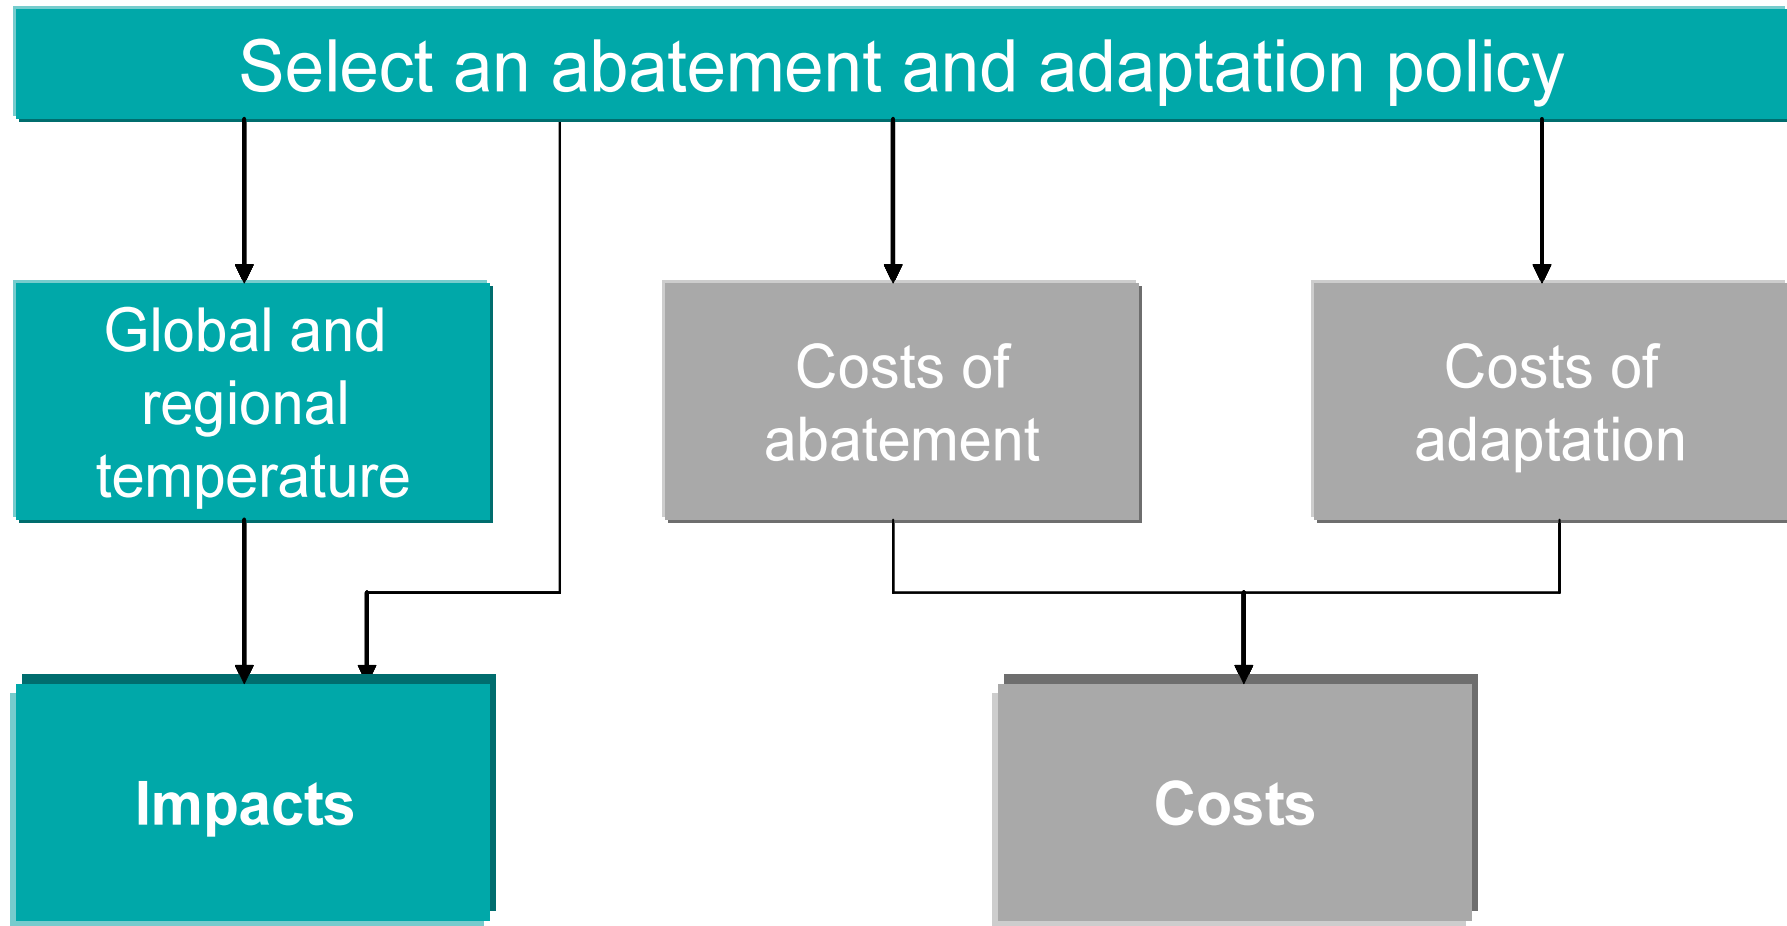 Select an abatement and adaptation policy
Global and
regional
temperature
Costs of
abatement
Costs of
adaptation
Impacts
Costs